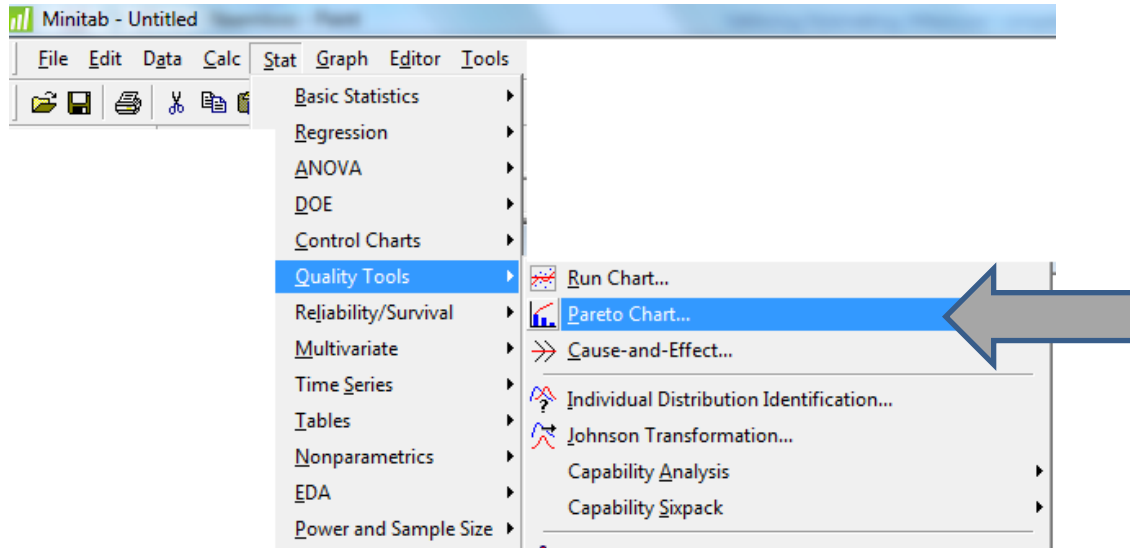 Minitab - Untitled
File Edit Data Calc Stat Graph Editor Tools
Basic Statistics
Regression
ANOVA
DOE
Control Charts
Quality Tools
Run Chart...
Reliability/Survival
Pareto Chart...
Multivariate
Cause-and-Effect...
Time Series
Individual Distribution Identification...
Tables
Johnson Transformation...
Nonparametrics
Capability Analysis
EDA
Capability Sixpack
Power and Sample Size